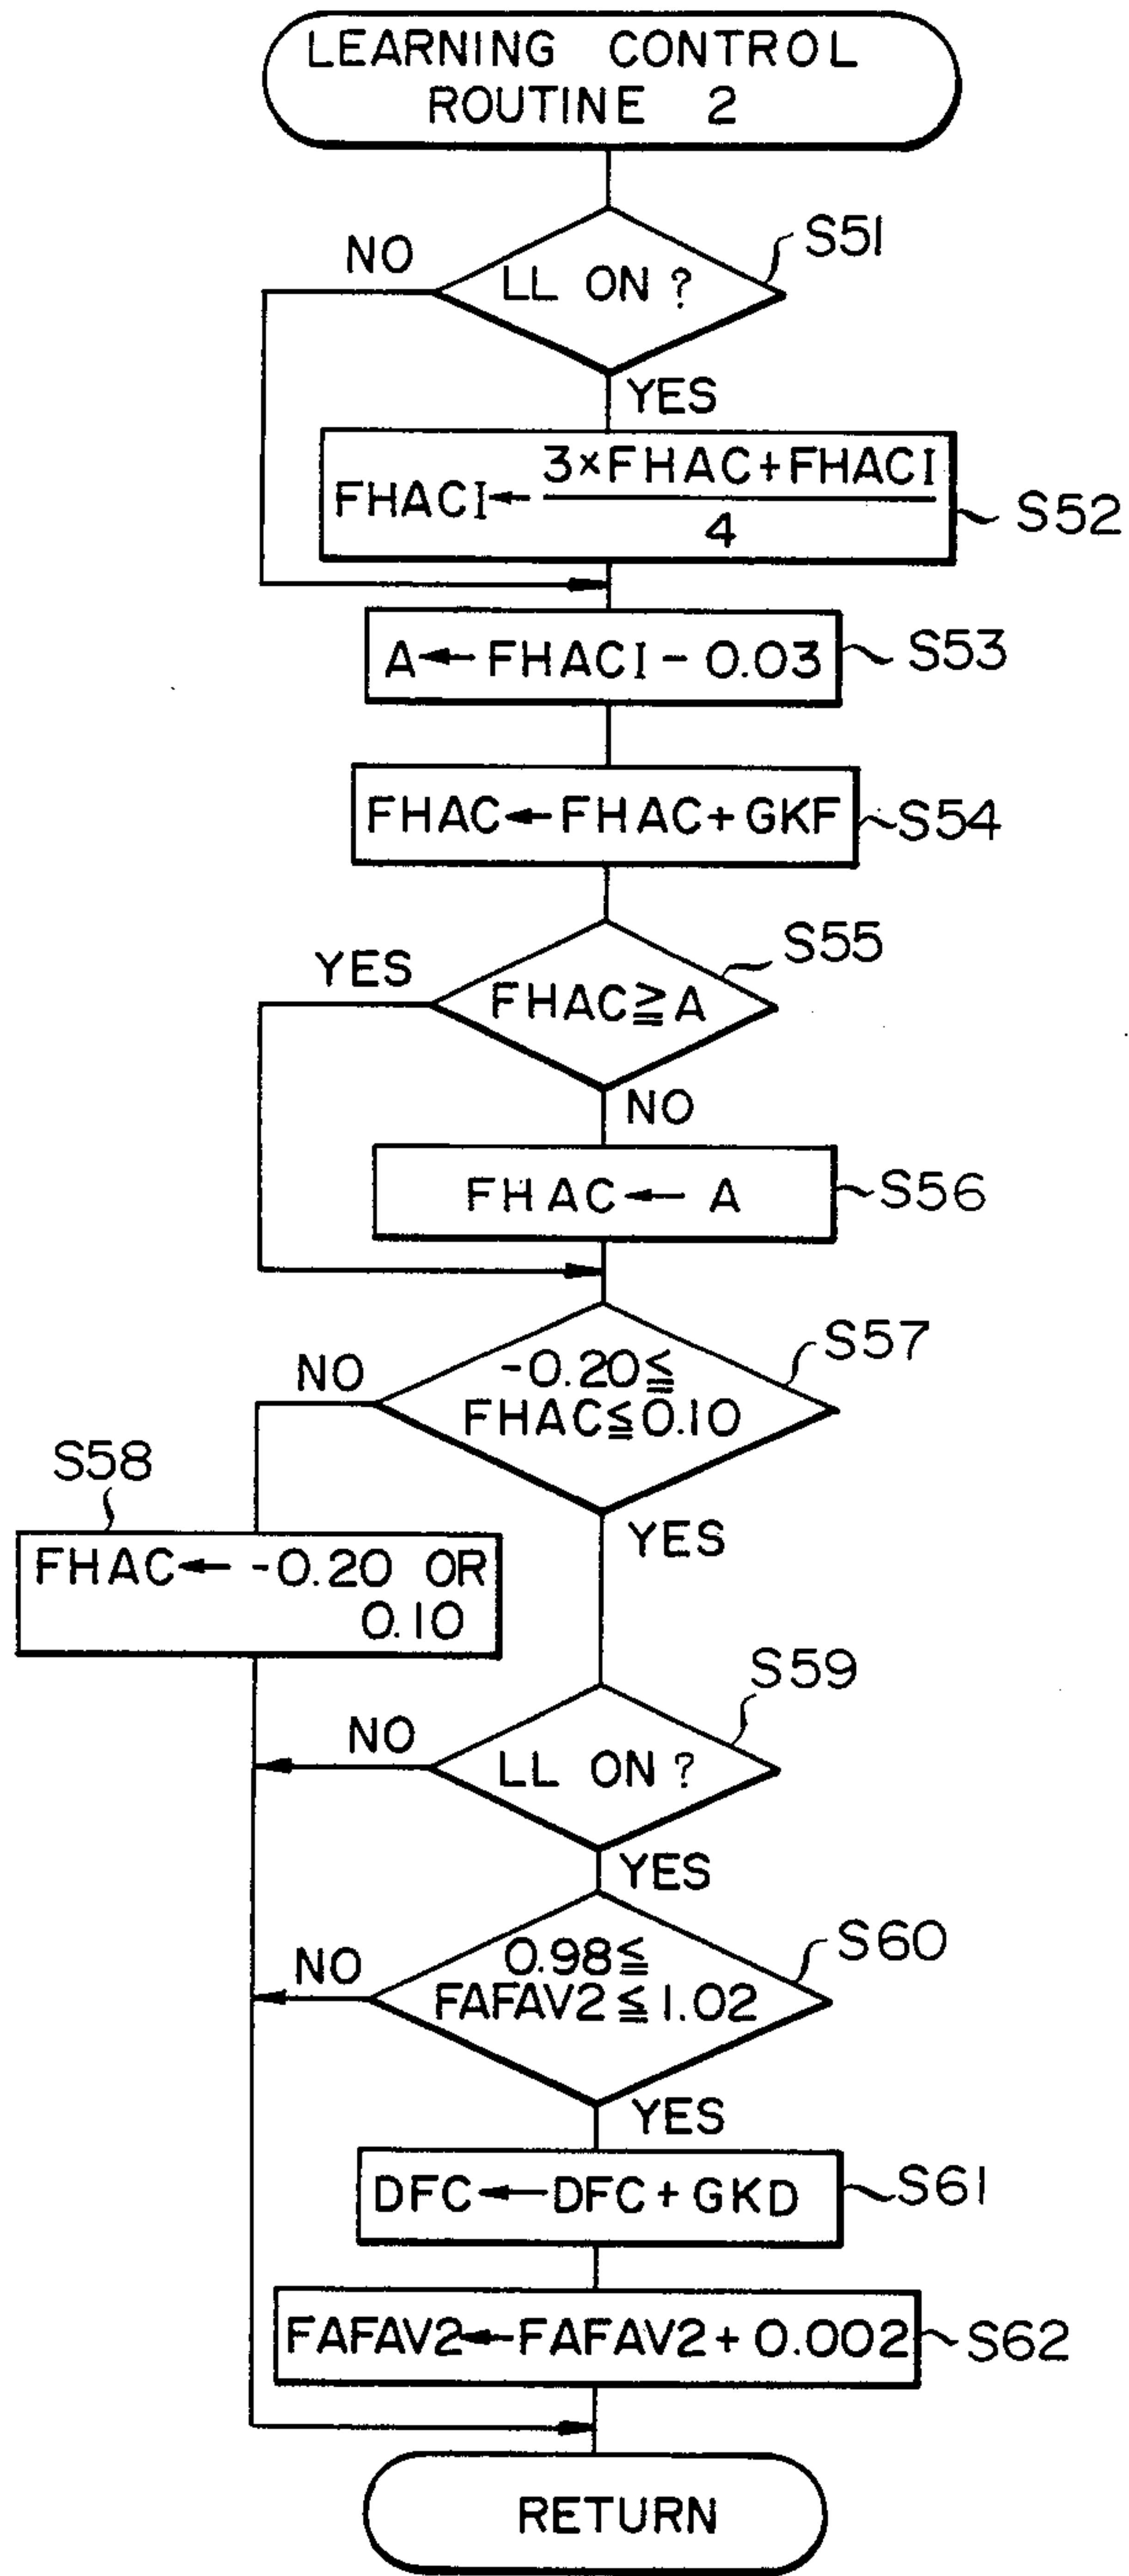 LEARNING CONTROL
ROUTINE 2
S51
NO
LL ON ?
YES
3×FHAC+FHACI
FHACI←
4
S52
A←FHACI-0.03
S53
FHAC←FHAC+GKF
S54
S55
YES
FHAC≧A
NO
FHAC←A
S56
S57
NO
-0.20≦
FHAC≦0.10
S58
YES
FHAC←-0.20 OR
0.10
S59
NO
LL ON ?
YES
S60
NO
0.98≦
FAFAV2≦1.02
YES
DFC←DFC+GKD
S61
FAFAV2←FAFAV2+0.002
S62
RETURN